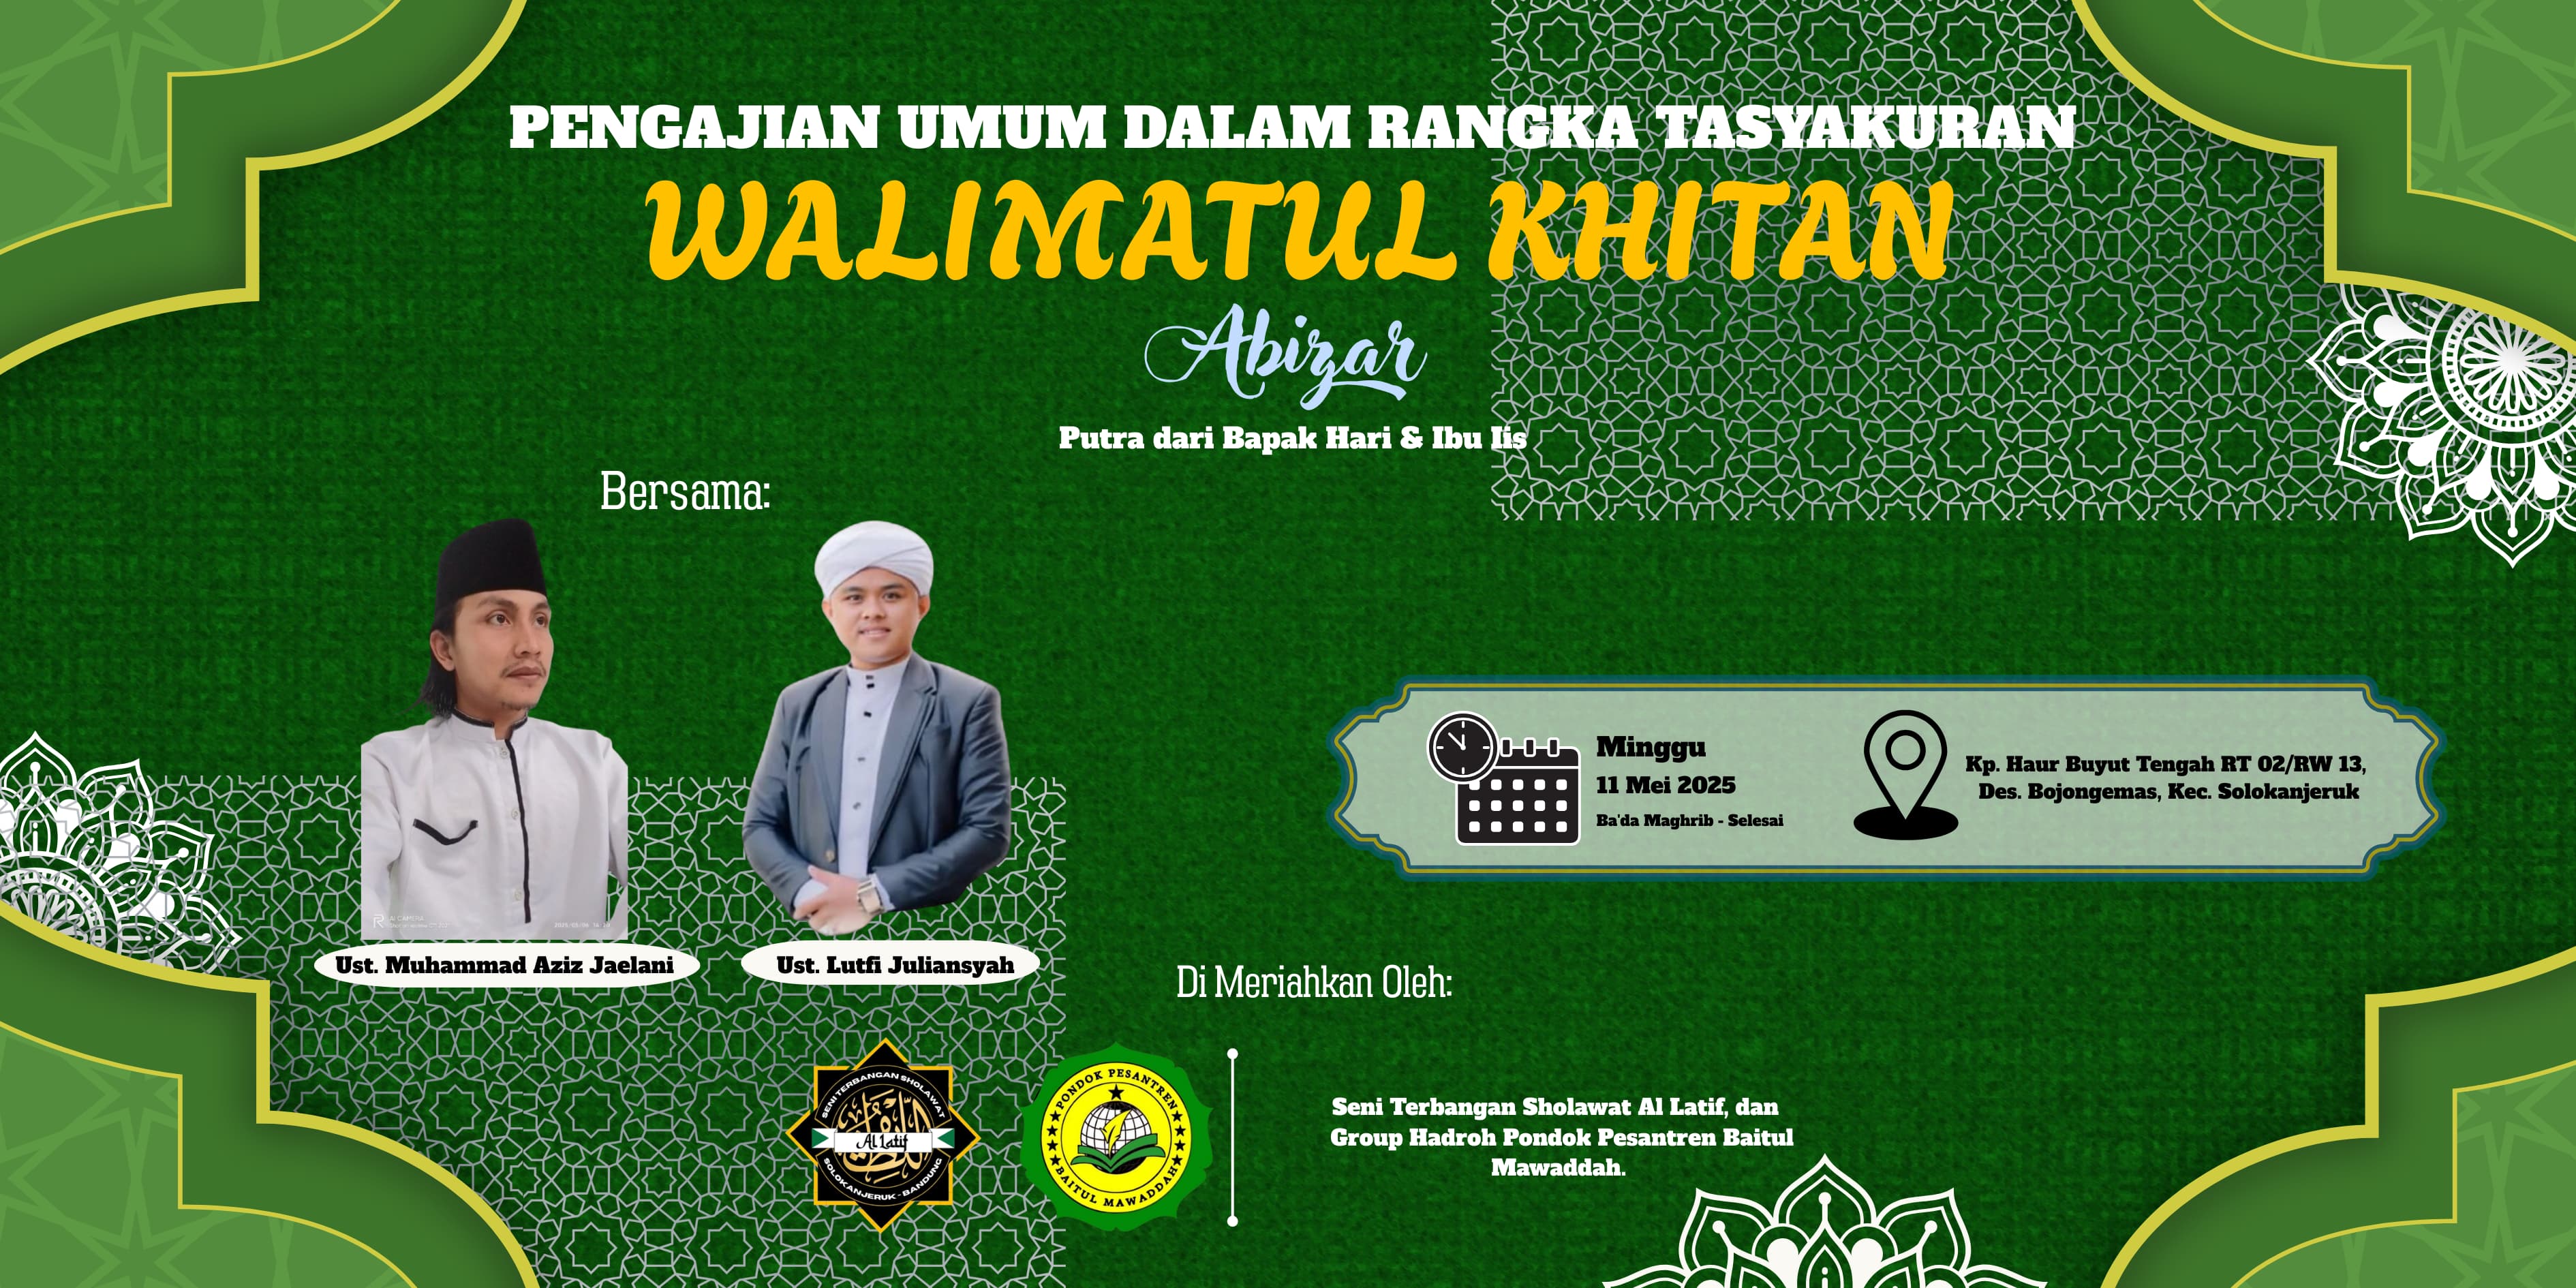 PENGAJIAN UMUM DALAM RANGKA TASYAKURAN
WALIMATUL KHITAN
Abizar
Putra dari Bapak Hari & Ibu Iis
Bersama:
Ust. Muhammad Aziz Jaelani
Ust. Lutfi Juliansyah
Minggu
11 Mei 2025
Ba'da Maghrib - Selesai
Kp. Haur Buyut Tengah RT 02/RW 13,
Des. Bojongemas, Kec. Solokanjeruk
Di Meriahkan Oleh:
SENI TERBANGAN SHOLAWAT
Al Latif
SOLOKANJERUK - BANDUNG
PONDOK PESANTREN
BAITUL MAWADDAH
Seni Terbangan Sholawat Al Latif, dan
Group Hadroh Pondok Pesantren Baitul
Mawaddah.